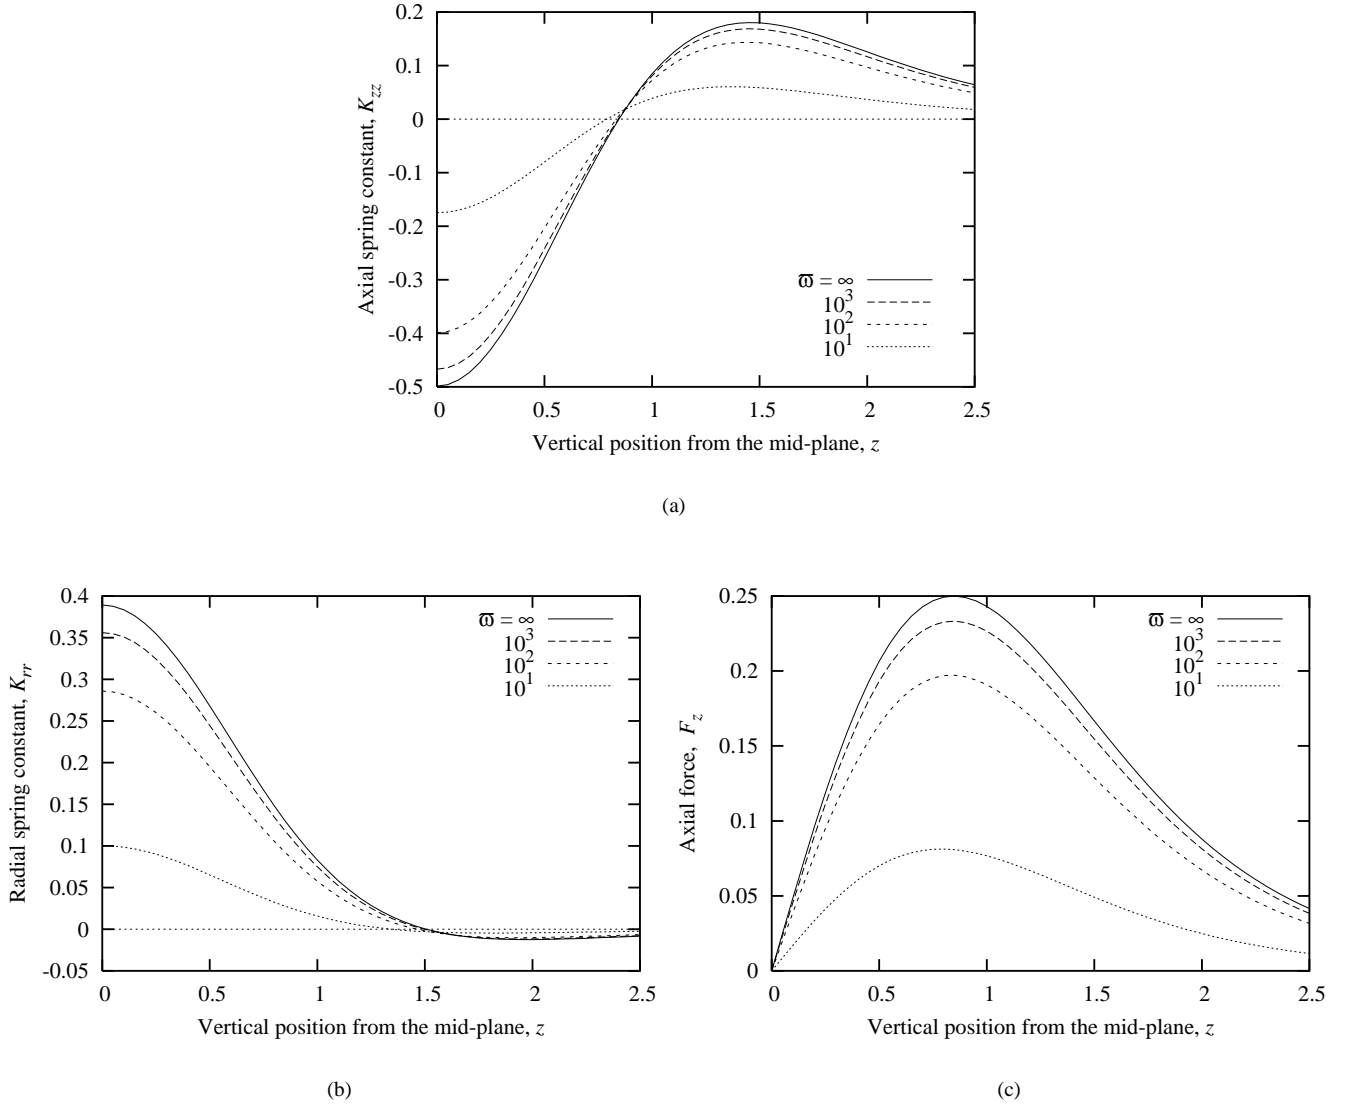 0.2
0.1
0
-0.1
-0.2
-0.3
-0.4
-0.5
Axial spring constant, K_zz
ϖ = ∞
10^3
10^2
10^1
0 0.5 1 1.5 2 2.5
Vertical position from the mid-plane, z
(a)
0.4
0.35
0.3
0.25
0.2
0.15
0.1
0.05
0
-0.05
Radial spring constant, K_rr
ϖ = ∞
10^3
10^2
10^1
0 0.5 1 1.5 2 2.5
Vertical position from the mid-plane, z
(b)
0.25
0.2
0.15
0.1
0.05
0
Axial force, F_z
ϖ = ∞
10^3
10^2
10^1
0 0.5 1 1.5 2 2.5
Vertical position from the mid-plane, z
(c)